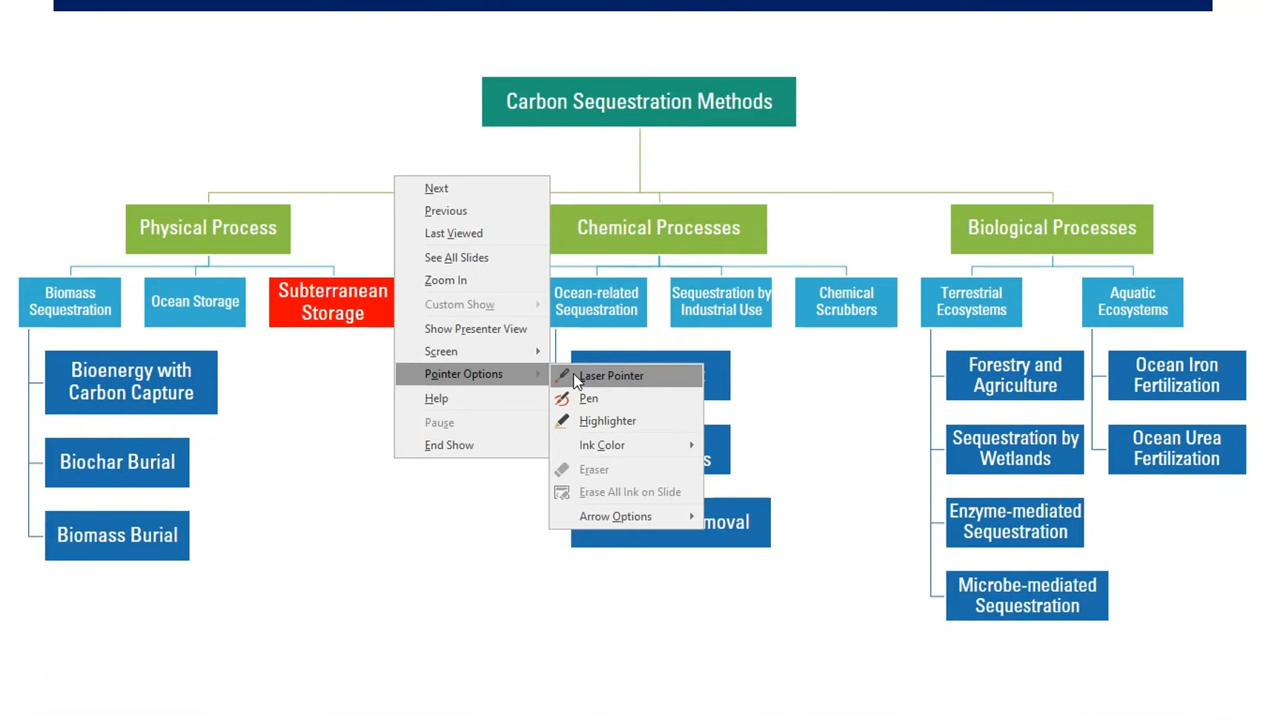 Carbon Sequestration Methods
Physical Process
Chemical Processes
Biological Processes
Biomass
Sequestration
Ocean Storage
Subterranean
Storage
Ocean-related
Sequestration
Sequestration by
Industrial Use
Chemical
Scrubbers
Terrestrial
Ecosystems
Aquatic
Ecosystems
Bioenergy with
Carbon Capture
Biochar Burial
Biomass Burial
Forestry and
Agriculture
Sequestration by
Wetlands
Enzyme-mediated
Sequestration
Microbe-mediated
Sequestration
Ocean Iron
Fertilization
Ocean Urea
Fertilization
Next
Previous
Last Viewed
See All Slides
Zoom In
Custom Show
Show Presenter View
Screen
Pointer Options
Help
Pause
End Show
Laser Pointer
Pen
Highlighter
Ink Color
Eraser
Erase All Ink on Slide
Arrow Options